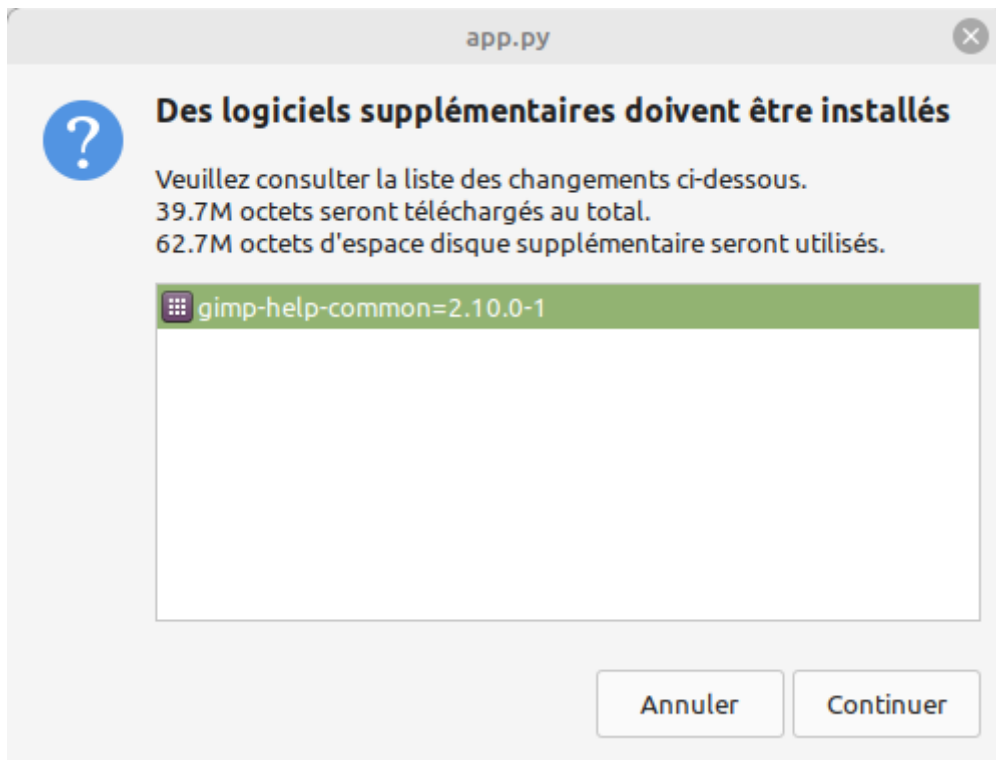 app.py
Des logiciels supplémentaires doivent être installés
Veuillez consulter la liste des changements ci-dessous.
39.7M octets seront téléchargés au total.
62.7M octets d'espace disque supplémentaire seront utilisés.
gimp-help-common=2.10.0-1
Annuler
Continuer